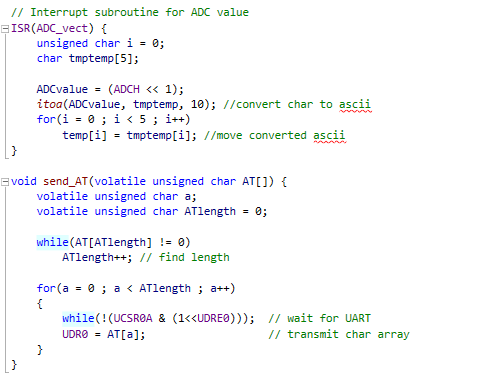 // Interrupt subroutine for ADC value
ISR(ADC_vect) {
unsigned char i = 0;
char tmptemp[5];
ADCvalue = (ADCH << 1);
itoa(ADCvalue, tmptemp, 10); //convert char to ascii
for(i = 0 ; i < 5 ; i++)
temp[i] = tmptemp[i]; //move converted ascii
}
void send_AT(volatile unsigned char AT[]) {
volatile unsigned char a;
volatile unsigned char ATlength = 0;
while(AT[ATlength] != 0)
ATlength++; // find length
for(a = 0 ; a < ATlength ; a++)
{
while(!(UCSR0A & (1<<UDRE0))); // wait for UART
UDR0 = AT[a]; // transmit char array
}
}